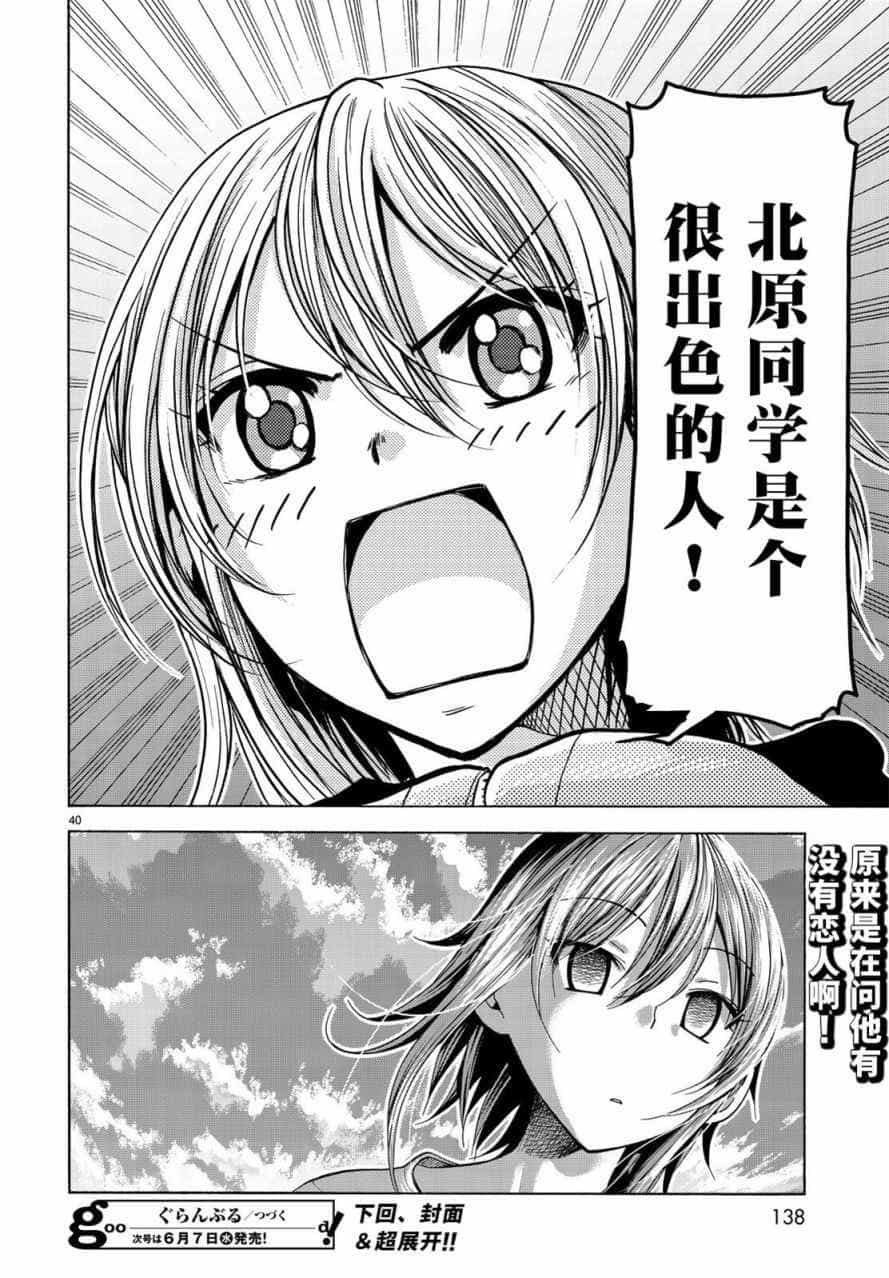 北原同学是个
很出色的人！
40
原来是在问他有
没有恋人啊！
good!
ぐらんぶる／つづく
次号は6月7日㊌発売！
下回、封面
＆超展开！！
138